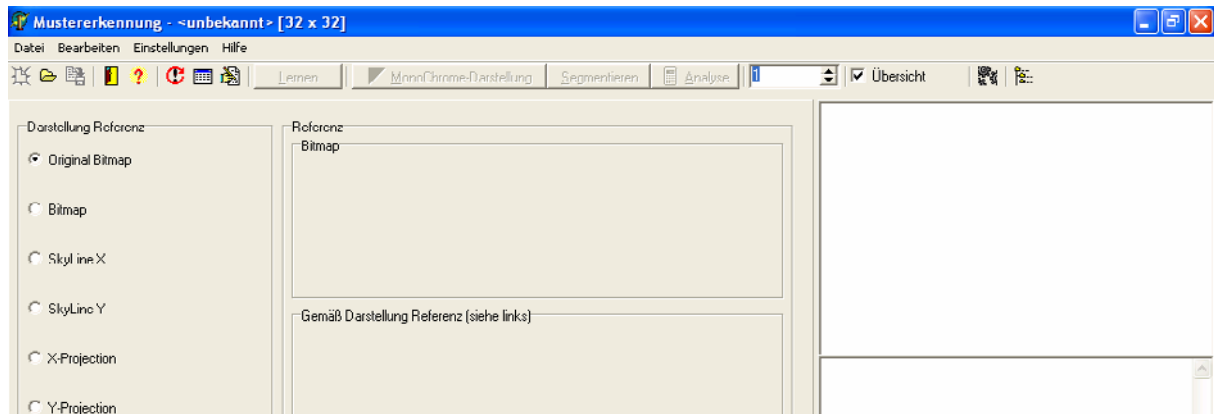 Mustererkennung - <unbekannt> [32 x 32]
Datei Bearbeiten Einstellungen Hilfe
Lernen MonoChrome-Darstellung Segmentieren Analyse 1 Übersicht
Darstellung Referenz
Original Bitmap
Bitmap
SkyLine X
SkyLine Y
X-Projection
Y-Projection
Referenz
Bitmap
Gemäß Darstellung Referenz (siehe links)